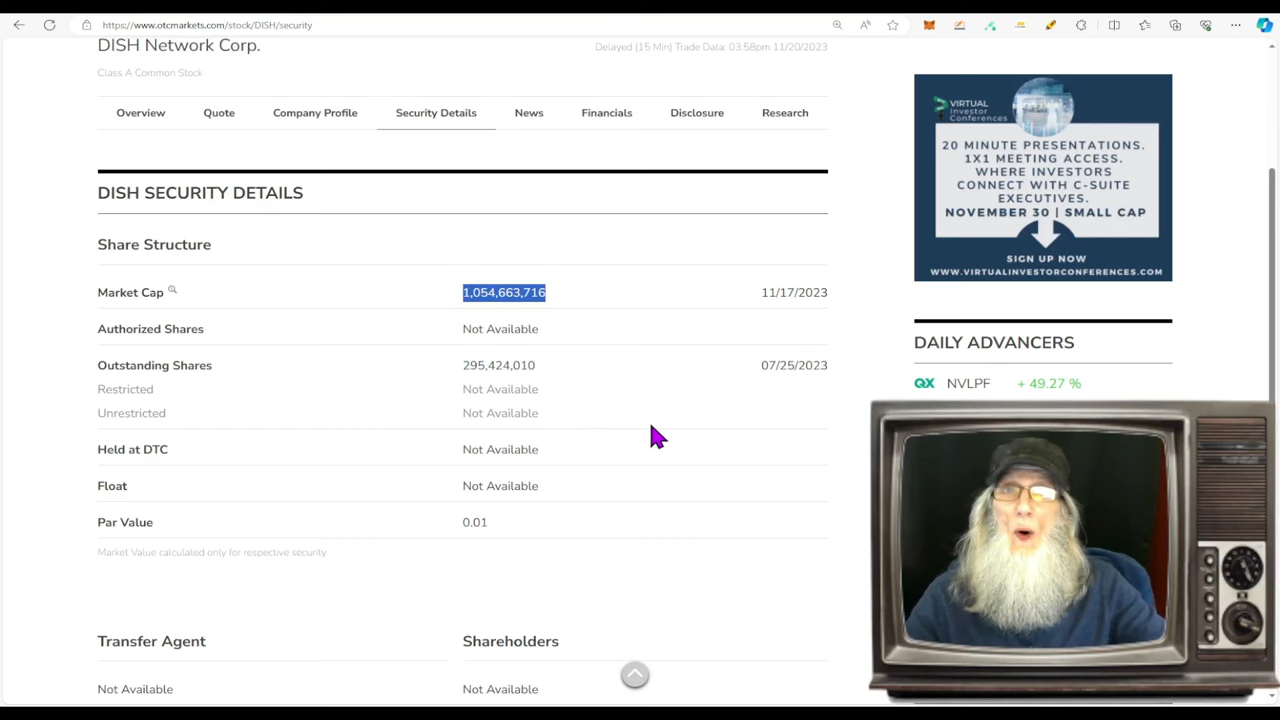 https://www.otcmarkets.com/stock/DISH/security
DISH Network Corp.
Delayed (15 Min) Trade Data: 03:58pm 11/20/2023
Class A Common Stock
Overview Quote Company Profile Security Details News Financials Disclosure Research
DISH SECURITY DETAILS
Share Structure
Market Cap 1,054,663,716 11/17/2023
Authorized Shares Not Available
Outstanding Shares 295,424,010 07/25/2023
Restricted Not Available
Unrestricted Not Available
Held at DTC Not Available
Float Not Available
Par Value 0.01
Market Value calculated only for respective security
Transfer Agent Shareholders
Not Available Not Available
VIRTUAL
Investor
Conferences
20 MINUTE PRESENTATIONS.
1X1 MEETING ACCESS.
WHERE INVESTORS
CONNECT WITH C-SUITE
EXECUTIVES.
NOVEMBER 30 | SMALL CAP
SIGN UP NOW
WWW.VIRTUALINVESTORCONFERENCES.COM
DAILY ADVANCERS
QX NVLPF + 49.27 %